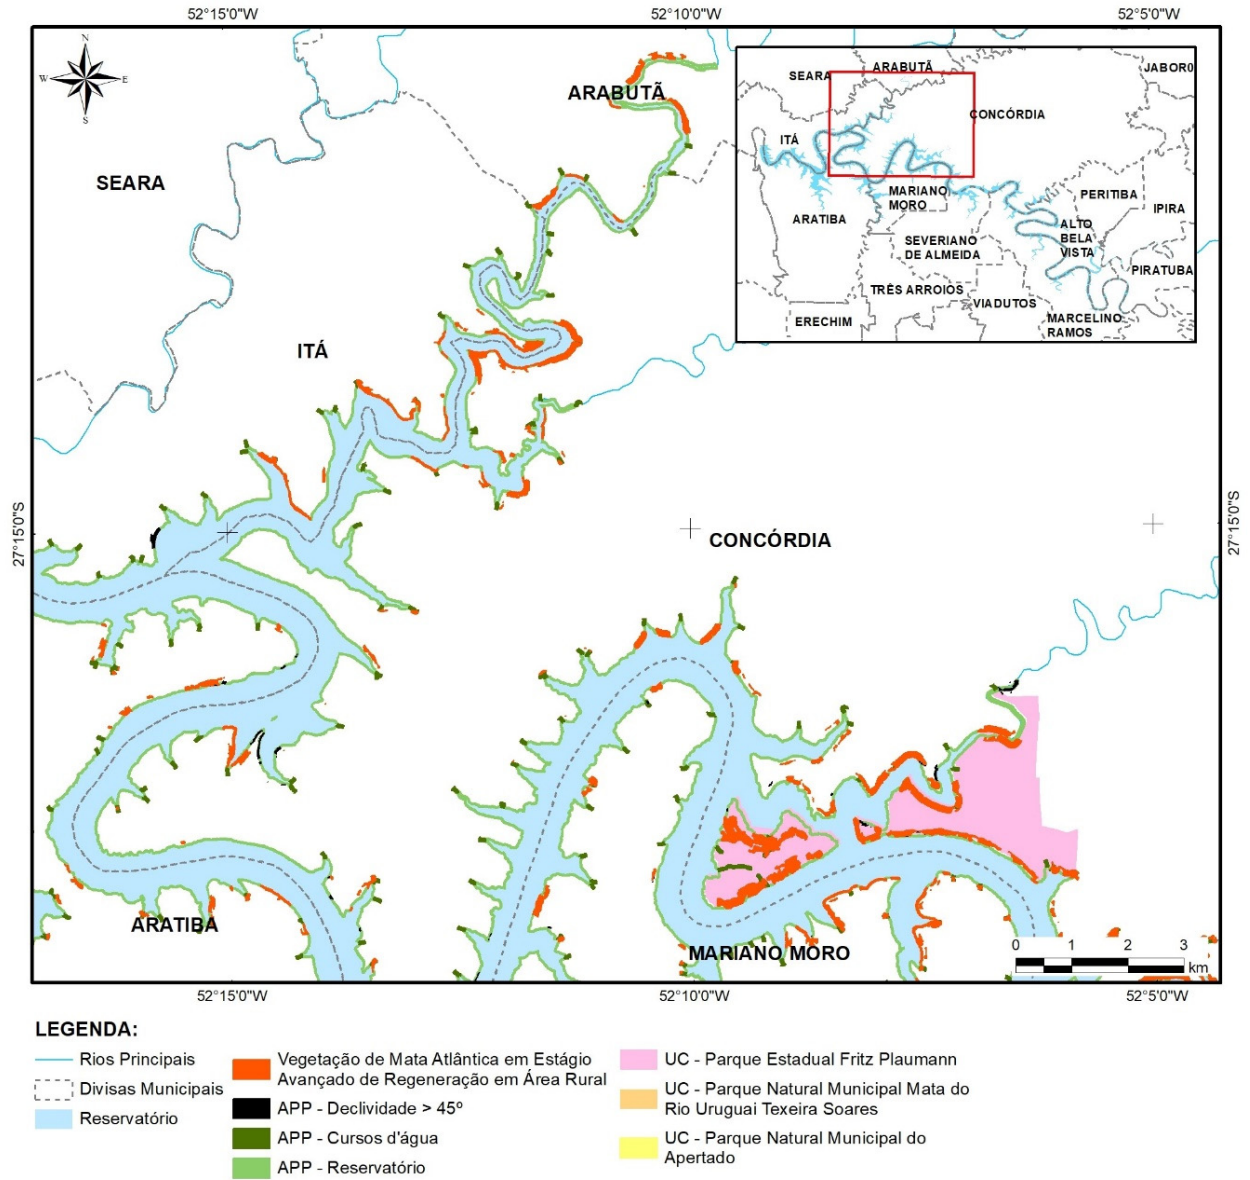 52°15'0"W 52°10'0"W 52°5'0"W
N
W E
S
ARABUTÃ
SEARA
ITÁ
CONCÓRDIA
ARATIBA
MARIANO MORO
27°15'0"S
27°15'0"S
SEARA
ARABUTÃ
JABORÓ
CONCÓRDIA
ITÁ
MARIANO
MORO
PERITIBA
IPIRA
ARATIBA
ALTO
BELA
VISTA
SEVERIANO
DE ALMEIDA
PIRATUBA
TRÊS ARROIOS
VIADUTOS
ERECHIM
MARCELINO
RAMOS
0 1 2 3
km
52°15'0"W 52°10'0"W 52°5'0"W
LEGENDA:
Rios Principais
Divisas Municipais
Reservatório
Vegetação de Mata Atlântica em Estágio
Avançado de Regeneração em Área Rural
APP - Declividade > 45º
APP - Cursos d'água
APP - Reservatório
UC - Parque Estadual Fritz Plaumann
UC - Parque Natural Municipal Mata do
Rio Uruguai Texeira Soares
UC - Parque Natural Municipal do
Apertado